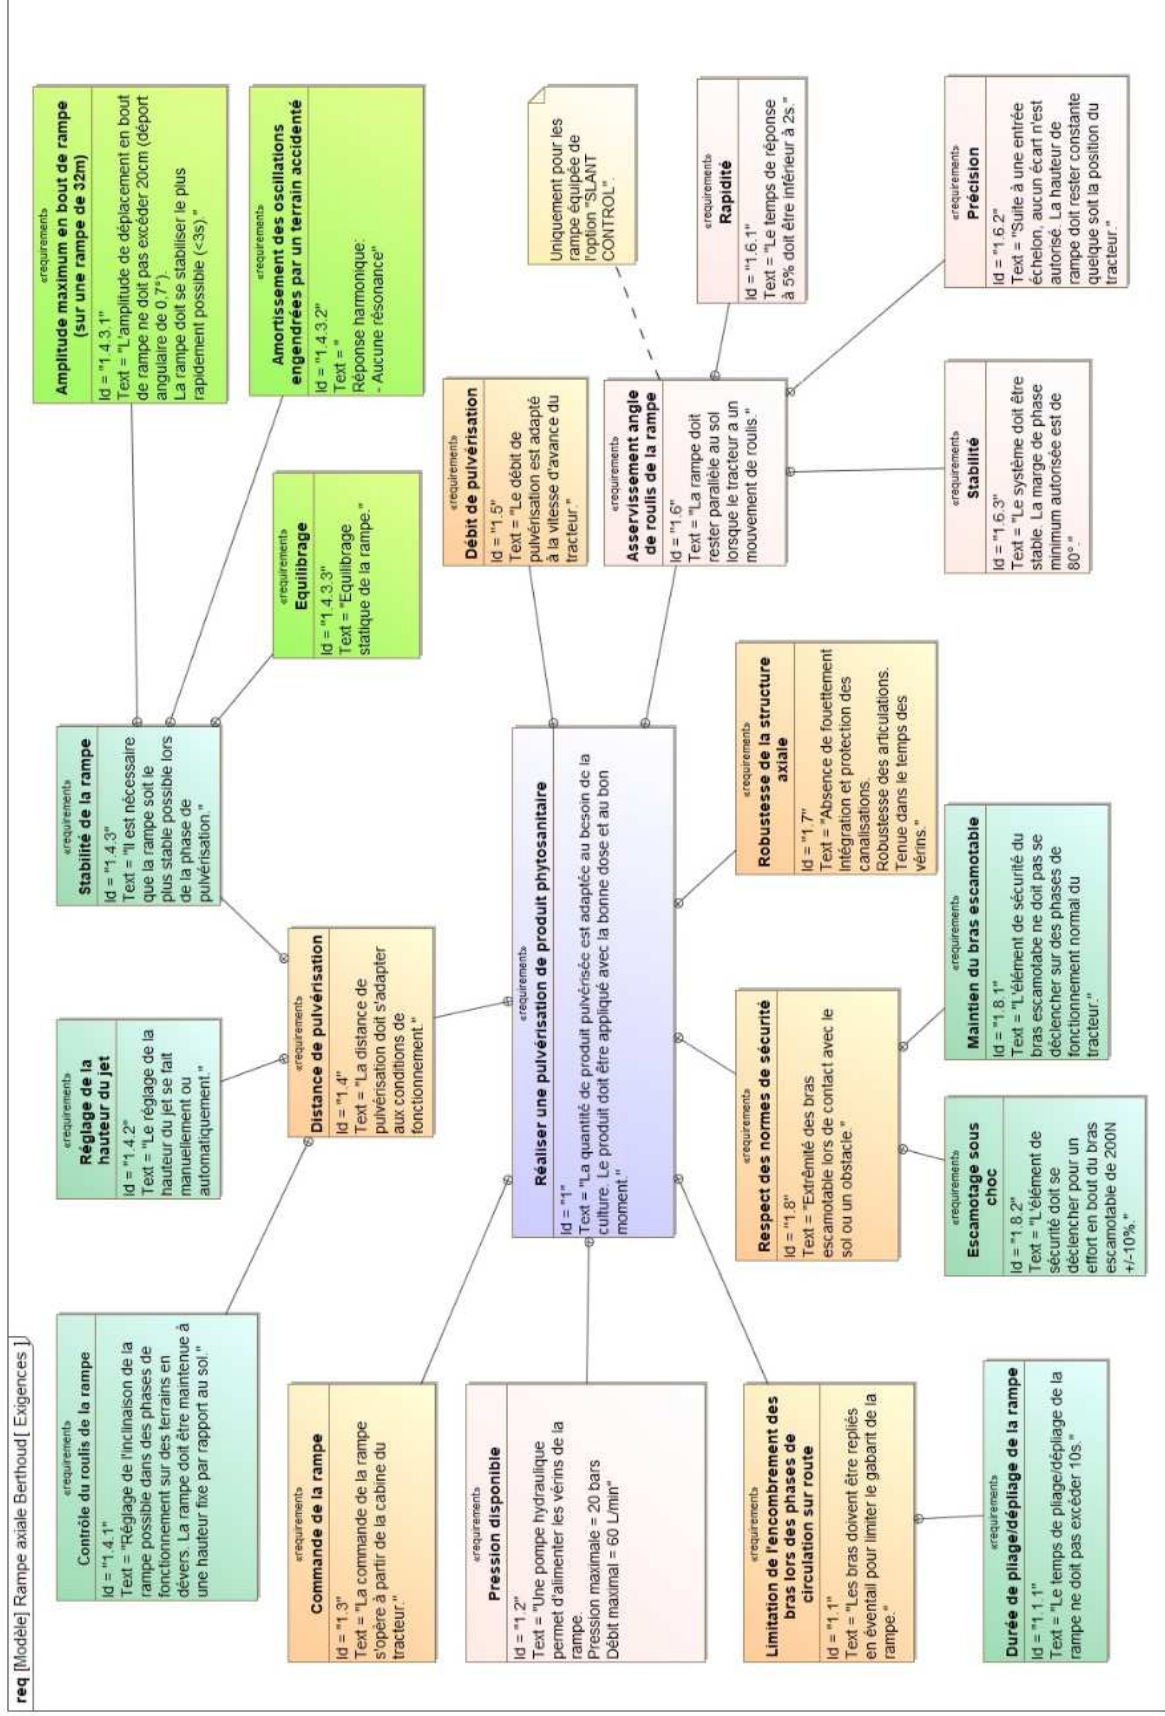 req [Modèle] Rampe axiale Berthoud[ Exigences ]
«requirement»
Contrôle du roulis de la rampe
Id = "1.4.1"
Text = "Réglage de l'inclinaison de la
rampe possible dans des phases de
fonctionnement sur des terrains en
dévers. La rampe doit être maintenue à
une hauteur fixe par rapport au sol."
«requirement»
Réglage de la
hauteur du jet
Id = "1.4.2"
Text = "Le réglage de la
hauteur du jet se fait
manuellement ou
automatiquement."
«requirement»
Stabilité de la rampe
Id = "1.4.3"
Text = "Il est nécessaire
que la rampe soit le
plus stable possible lors
de la phase de
pulvérisation."
«requirement»
Amplitude maximum en bout de rampe
(sur une rampe de 32m)
Id = "1.4.3.1"
Text = "L'amplitude de déplacement en bout
de rampe ne doit pas excéder 20cm (déport
angulaire de 0,7°).
La rampe doit se stabiliser le plus
rapidement possible (<3s)."
«requirement»
Amortissement des oscillations
engendrées par un terrain accidenté
Id = "1.4.3.2"
Text = "
Réponse harmonique:
- Aucune résonance"
«requirement»
Equilibrage
Id = "1.4.3.3"
Text = "Equilibrage
statique de la rampe."
«requirement»
Commande de la rampe
Id = "1.3"
Text = "La commande de la rampe
s'opère à partir de la cabine du
tracteur."
«requirement»
Distance de pulvérisation
Id = "1.4"
Text = "La distance de
pulvérisation doit s'adapter
aux conditions de
fonctionnement."
«requirement»
Débit de pulvérisation
Id = "1.5"
Text = "Le débit de
pulvérisation est adapté
à la vitesse d'avance du
tracteur."
Uniquement pour les
rampe équipée de
l'option "SLANT
CONTROL".
«requirement»
Pression disponible
Id = "1.2"
Text = "Une pompe hydraulique
permet d'alimenter les vérins de la
rampe.
Pression maximale = 20 bars
Débit maximal = 60 L/min"
«requirement»
Réaliser une pulvérisation de produit phytosanitaire
Id = "1"
Text = "La quantité de produit pulvérisée est adaptée au besoin de la
culture. Le produit doit être appliqué avec la bonne dose et au bon
moment."
«requirement»
Asservissement angle
de roulis de la rampe
Id = "1.6"
Text = "La rampe doit
rester parallèle au sol
lorsque le tracteur a un
mouvement de roulis."
«requirement»
Rapidité
Id = "1.6.1"
Text = "Le temps de réponse
à 5% doit être inférieur à 2s."
«requirement»
Limitation de l'encombrement des
bras lors des phases de
circulation sur route
Id = "1.1"
Text = "Les bras doivent être repliés
en éventail pour limiter le gabarit de la
rampe."
«requirement»
Respect des normes de sécurité
Id = "1.8"
Text = "Extrêmité des bras
escamotable lors de contact avec le
sol ou un obstacle."
«requirement»
Robustesse de la structure
axiale
Id = "1.7"
Text = "Absence de fouettement
Intégration et protection des
canalisations.
Robustesse des articulations.
Tenue dans le temps des
vérins."
«requirement»
Durée de pliage/dépliage de la rampe
Id = "1.1.1"
Text = "Le temps de pliage/dépliage de la
rampe ne doit pas excéder 10s."
«requirement»
Escamotage sous
choc
Id = "1.8.2"
Text = "L'élément de
sécurité doit se
déclencher pour un
effort en bout du bras
escamotable de 200N
+/-10%."
«requirement»
Maintien du bras escamotable
Id = "1.8.1"
Text = "L'élément de sécurité du
bras escamotabe ne doit pas se
déclencher sur des phases de
fonctionnement normal du
tracteur."
«requirement»
Stabilité
Id = "1.6.3"
Text = "Le système doit être
stable. La marge de phase
minimum autorisée est de
80°."
«requirement»
Précision
Id = "1.6.2"
Text = "Suite à une entrée
échelon, aucun écart n'est
autorisé. La hauteur de
rampe doit rester constante
quelque soit la position du
tracteur."